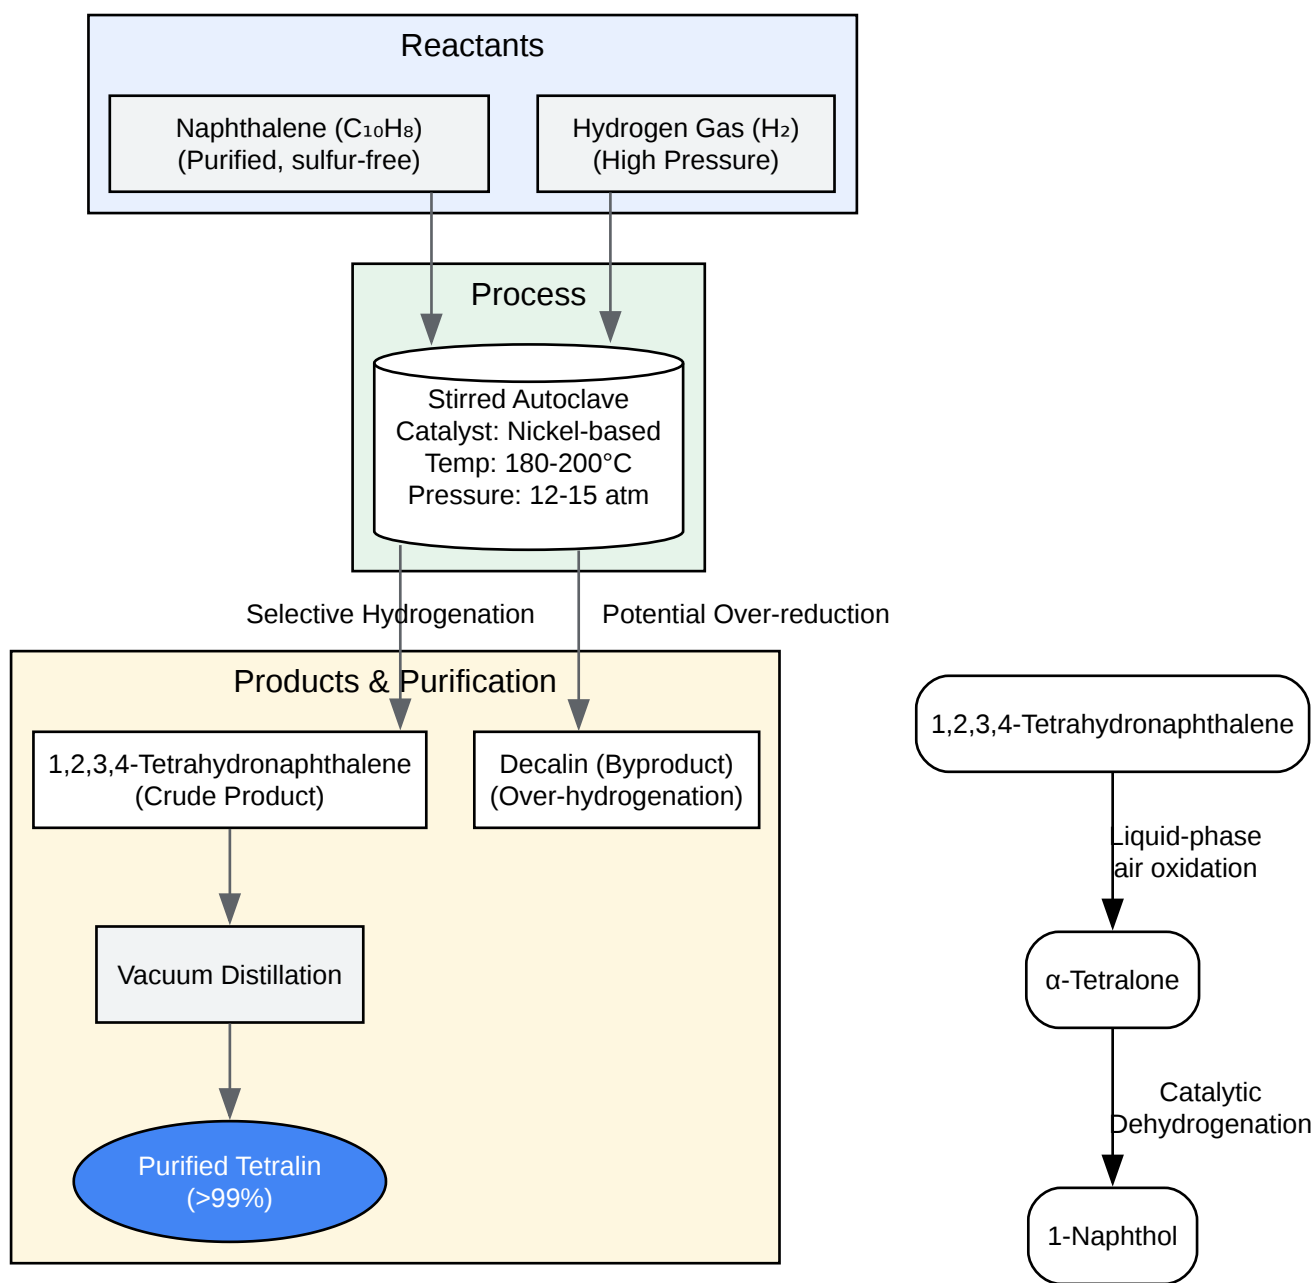 Reactants
Naphthalene (C₁₀H₈)
(Purified, sulfur-free)
Hydrogen Gas (H₂)
(High Pressure)
Process
Stirred Autoclave
Catalyst: Nickel-based
Temp: 180-200°C
Pressure: 12-15 atm
Selective Hydrogenation
Potential Over-reduction
Products & Purification
1,2,3,4-Tetrahydronaphthalene
(Crude Product)
Decalin (Byproduct)
(Over-hydrogenation)
Vacuum Distillation
Purified Tetralin
(>99%)
1,2,3,4-Tetrahydronaphthalene
Liquid-phase
air oxidation
α-Tetralone
Catalytic
Dehydrogenation
1-Naphthol